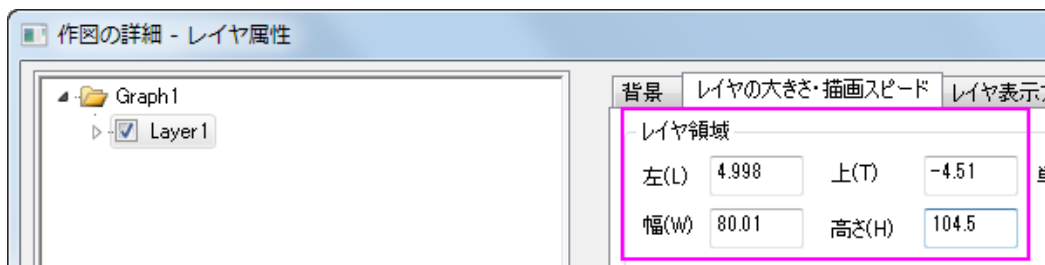 作図の詳細 - レイヤ属性
Graph1
Layer1
背景 レイヤの大きさ・描画スピード レイヤ表示
レイヤ領域
左(L) 4.998 上(T) -4.51
幅(W) 80.01 高さ(H) 104.5